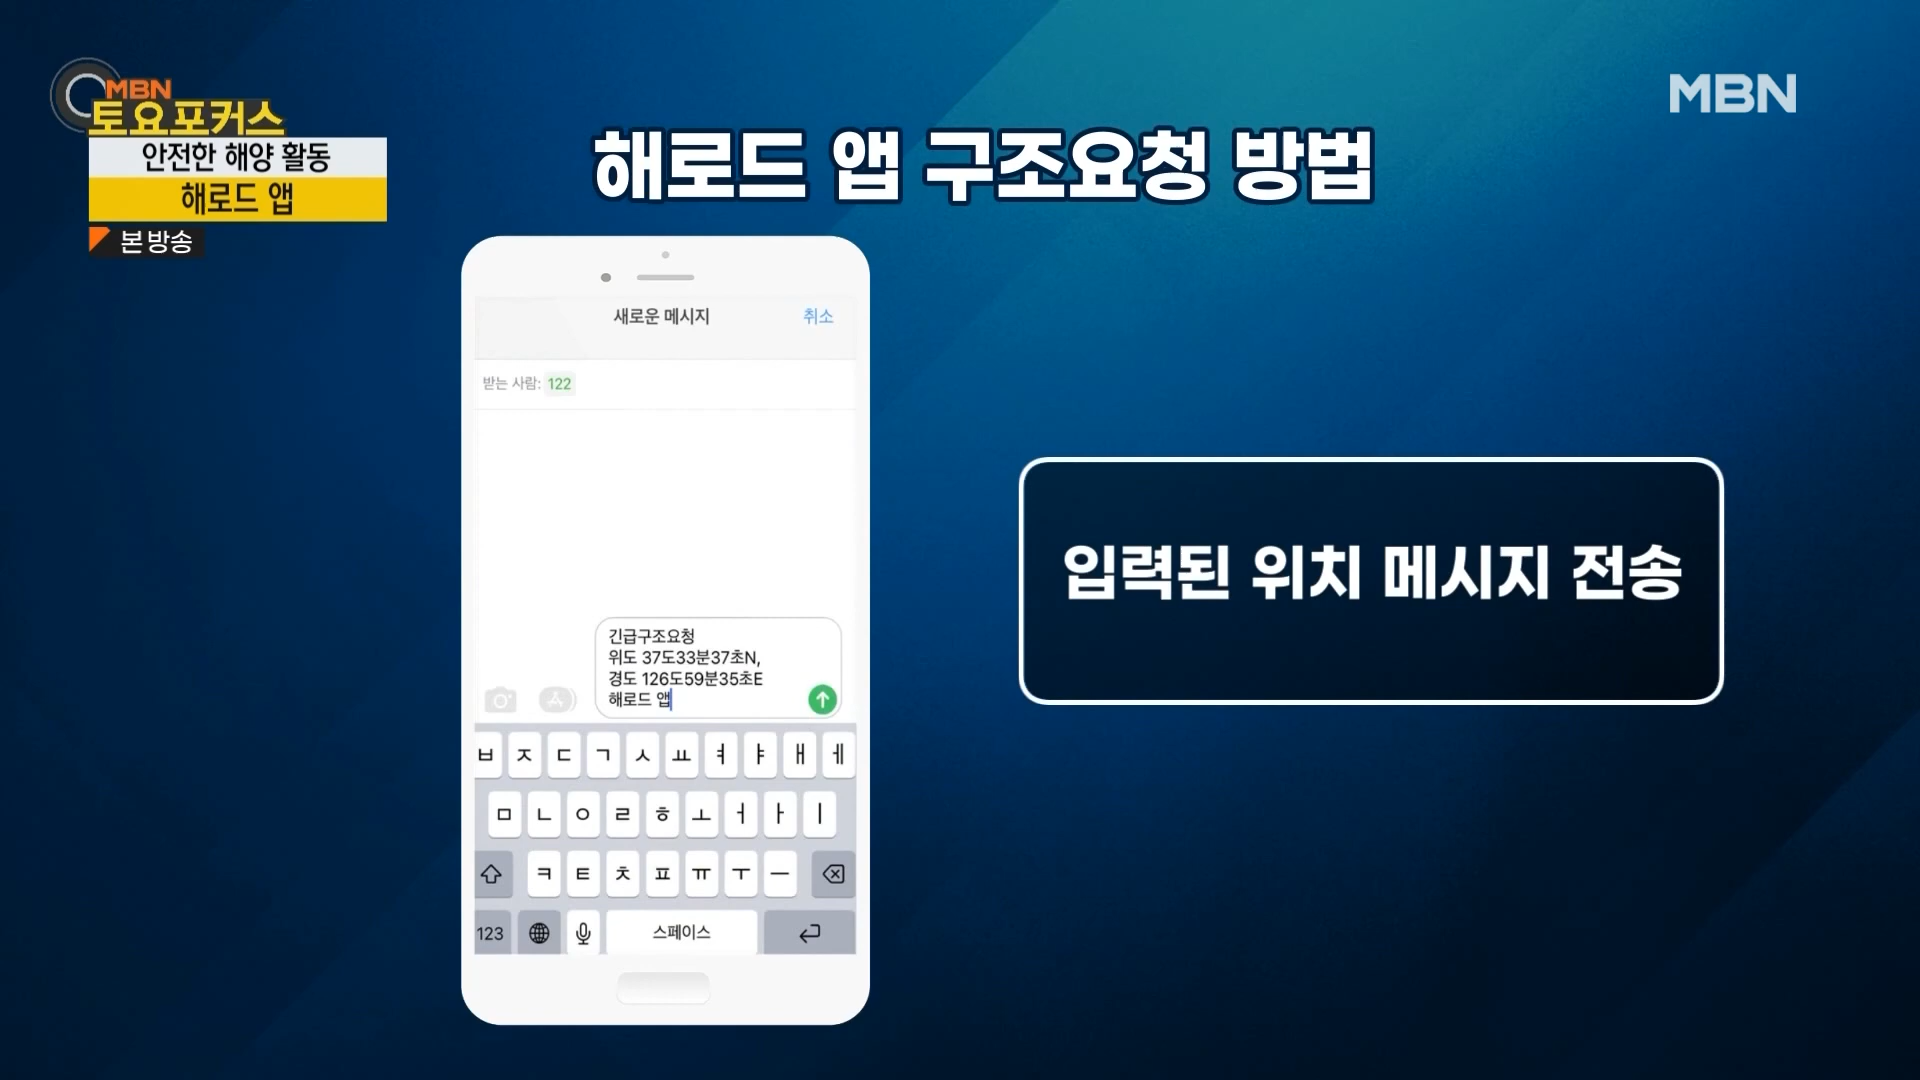 MBN
토요포커스
안전한 해양 활동
해로드 앱
본방송
MBN
해로드 앱 구조요청 방법
새로운 메시지 취소
받는 사람: 122
긴급구조요청
위도 37도33분37초N,
경도 126도59분35초E
해로드 앱
ㅂ ㅈ ㄷ ㄱ ㅅ ㅛ ㅕ ㅑ ㅐ ㅔ
ㅁ ㄴ ㅇ ㄹ ㅎ ㅗ ㅓ ㅏ ㅣ
ㅋ ㅌ ㅊ ㅍ ㅠ ㅜ ㅡ
123 스페이스
입력된 위치 메시지 전송